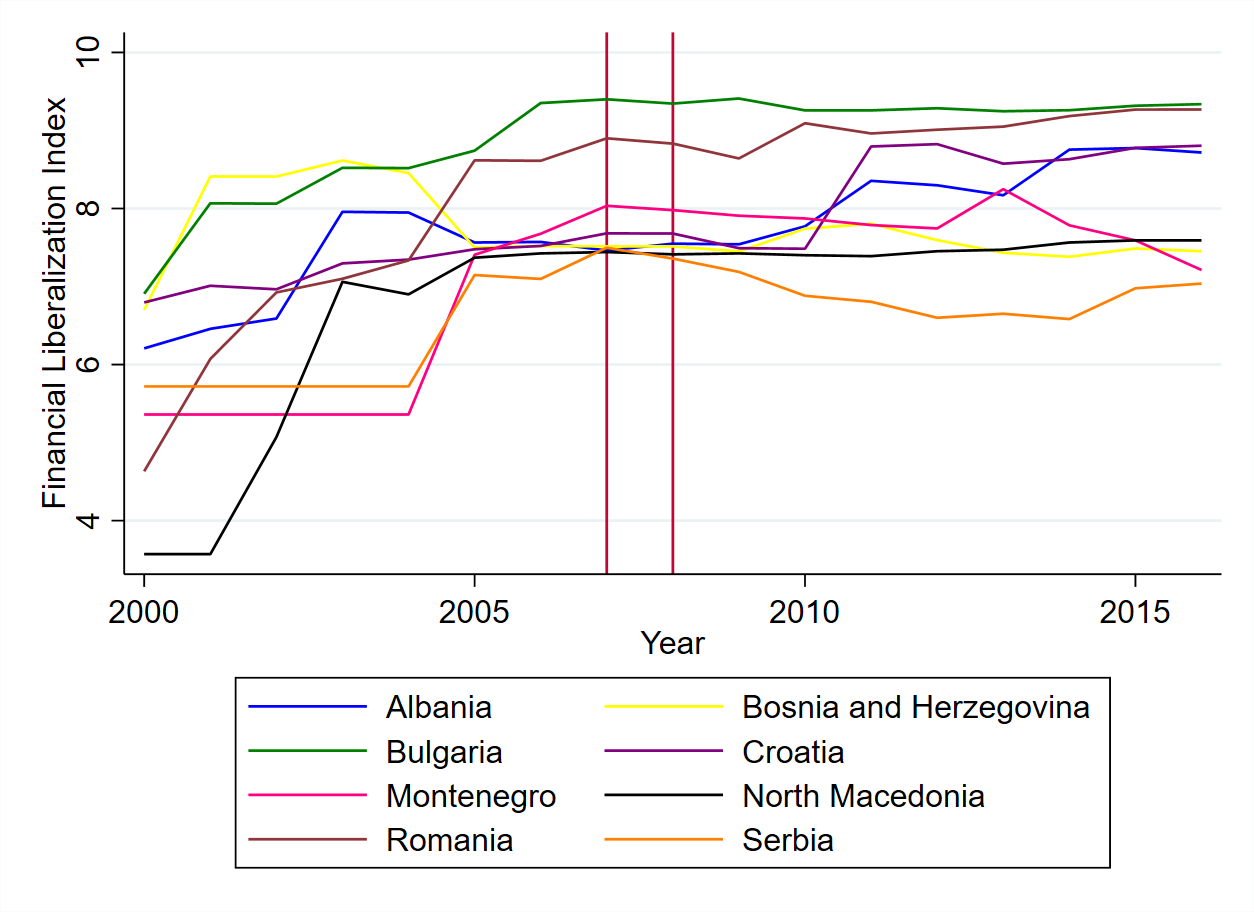 Financial Liberalization Index
10
8
6
4
2000 2005 2010 2015
Year
Albania Bosnia and Herzegovina
Bulgaria Croatia
Montenegro North Macedonia
Romania Serbia